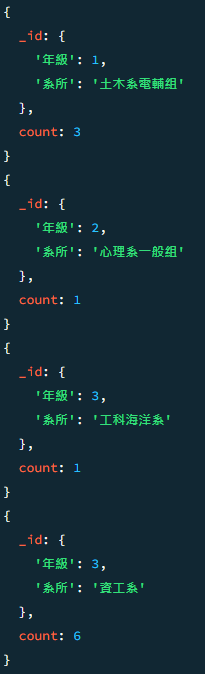 {
  _id: {
    '年級': 1,
    '系所': '土木系電輔组'
  },
  count: 3
}
{
  _id: {
    '年級': 2,
    '系所': '心理系一般组'
  },
  count: 1
}
{
  _id: {
    '年級': 3,
    '系所': '工科海洋系'
  },
  count: 1
}
{
  _id: {
    '年級': 3,
    '系所': '資工系'
  },
  count: 6
}